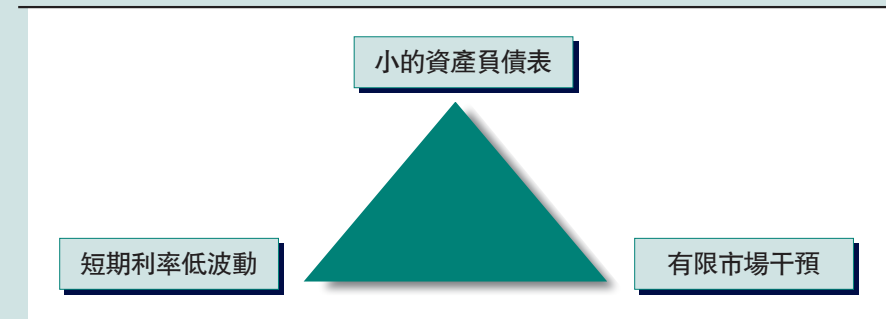 小的資產員債表
短期利率低波動
有限市場干預